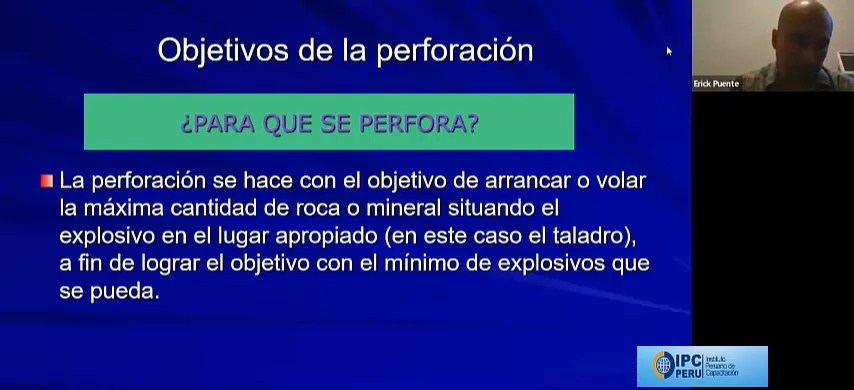 Objetivos de la perforación
¿PARA QUE SE PERFORA?
La perforación se hace con el objetivo de arrancar o volar
la máxima cantidad de roca o mineral situando el
explosivo en el lugar apropiado (en este caso el taladro),
a fin de lograr el objetivo con el mínimo de explosivos que
se pueda.
Erick Puente
IPC
PERU
Instituto
Peruano de
Capacitación